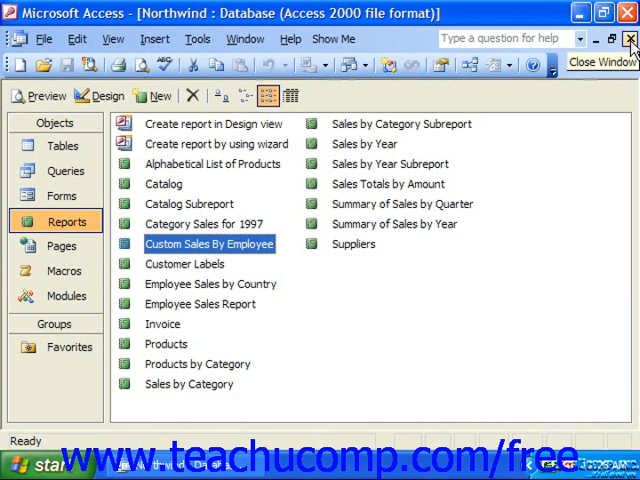 Microsoft Access - [Northwind : Database (Access 2000 file format)]
File Edit View Insert Tools Window Help Show Me Type a question for help
Close Window
Preview Design New
Objects
Tables
Queries
Forms
Reports
Pages
Macros
Modules
Groups
Favorites
Create report in Design view
Create report by using wizard
Alphabetical List of Products
Catalog
Catalog Subreport
Category Sales for 1997
Custom Sales By Employee
Customer Labels
Employee Sales by Country
Employee Sales Report
Invoice
Products
Products by Category
Sales by Category
Sales by Category Subreport
Sales by Year
Sales by Year Subreport
Sales Totals by Amount
Summary of Sales by Quarter
Summary of Sales by Year
Suppliers
Ready
www.teachucomp.com/free
start